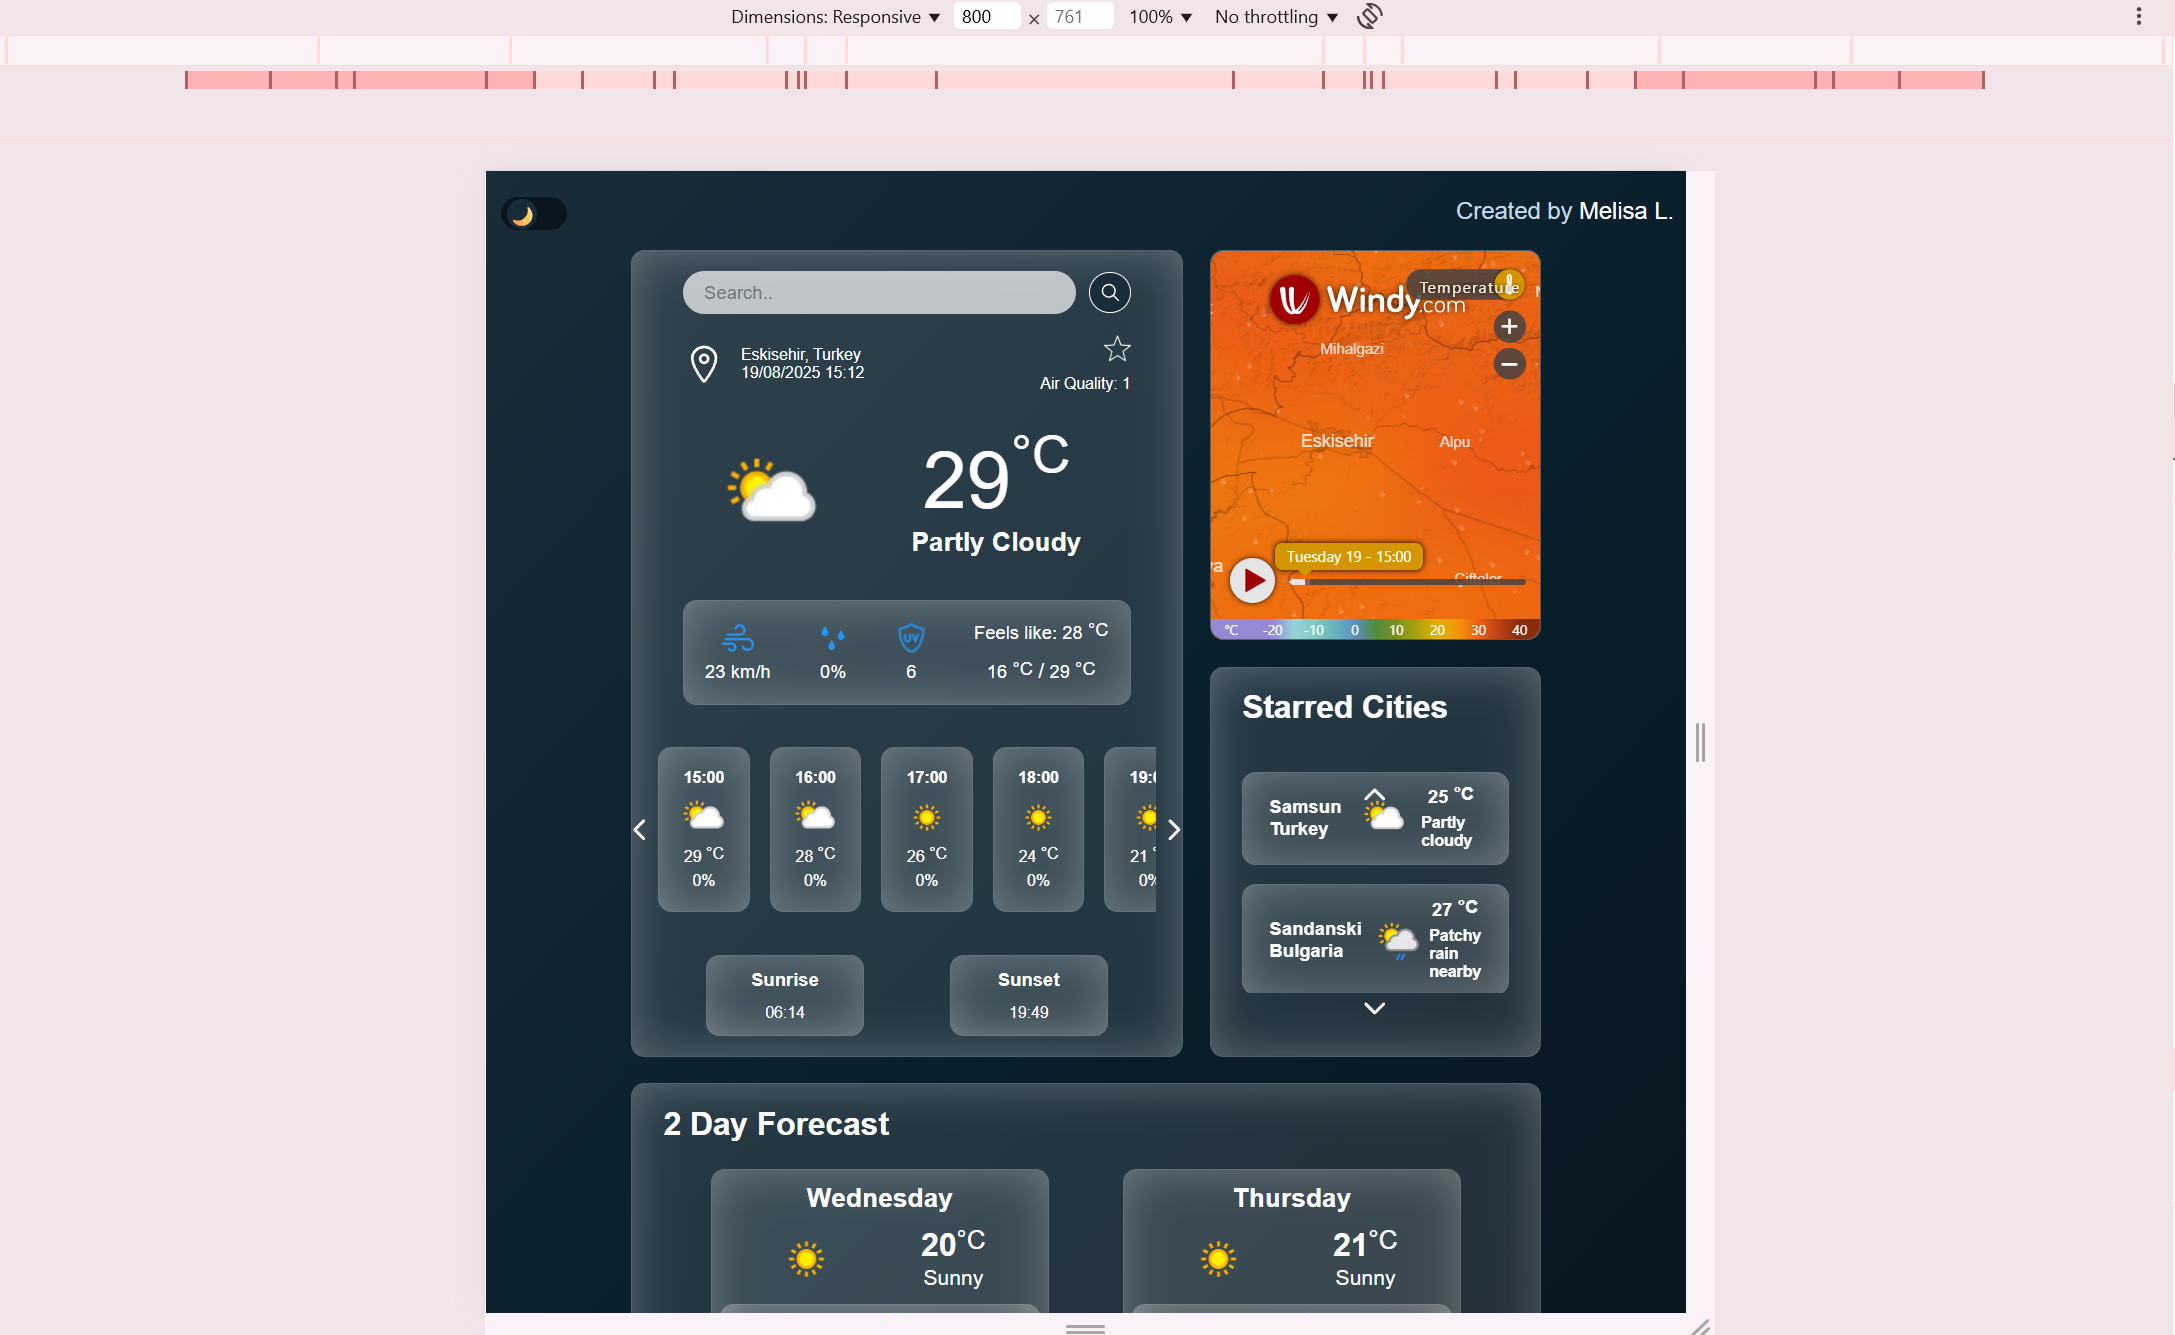 Dimensions: Responsive ▼ 800 × 761 100% ▼ No throttling ▼
Created by Melisa L.
Search..
Eskisehir, Turkey
19/08/2025 15:12
Air Quality: 1
29 °C
Partly Cloudy
UV
23 km/h 0% 6
Feels like: 28 °C
16 °C / 29 °C
15:00 16:00 17:00 18:00 19:0
29 °C 28 °C 26 °C 24 °C 21 °
0% 0% 0% 0% 0%
Sunrise
06:14
Sunset
19:49
Windy.com
Temperature
Mihalgazi
Eskisehir
Alpu
Tuesday 19 - 15:00
Çifteler
°C -20 -10 0 10 20 30 40
Starred Cities
Samsun
Turkey
25 °C
Partly
cloudy
Sandanski
Bulgaria
27 °C
Patchy
rain
nearby
2 Day Forecast
Wednesday
20°C
Sunny
Thursday
21°C
Sunny